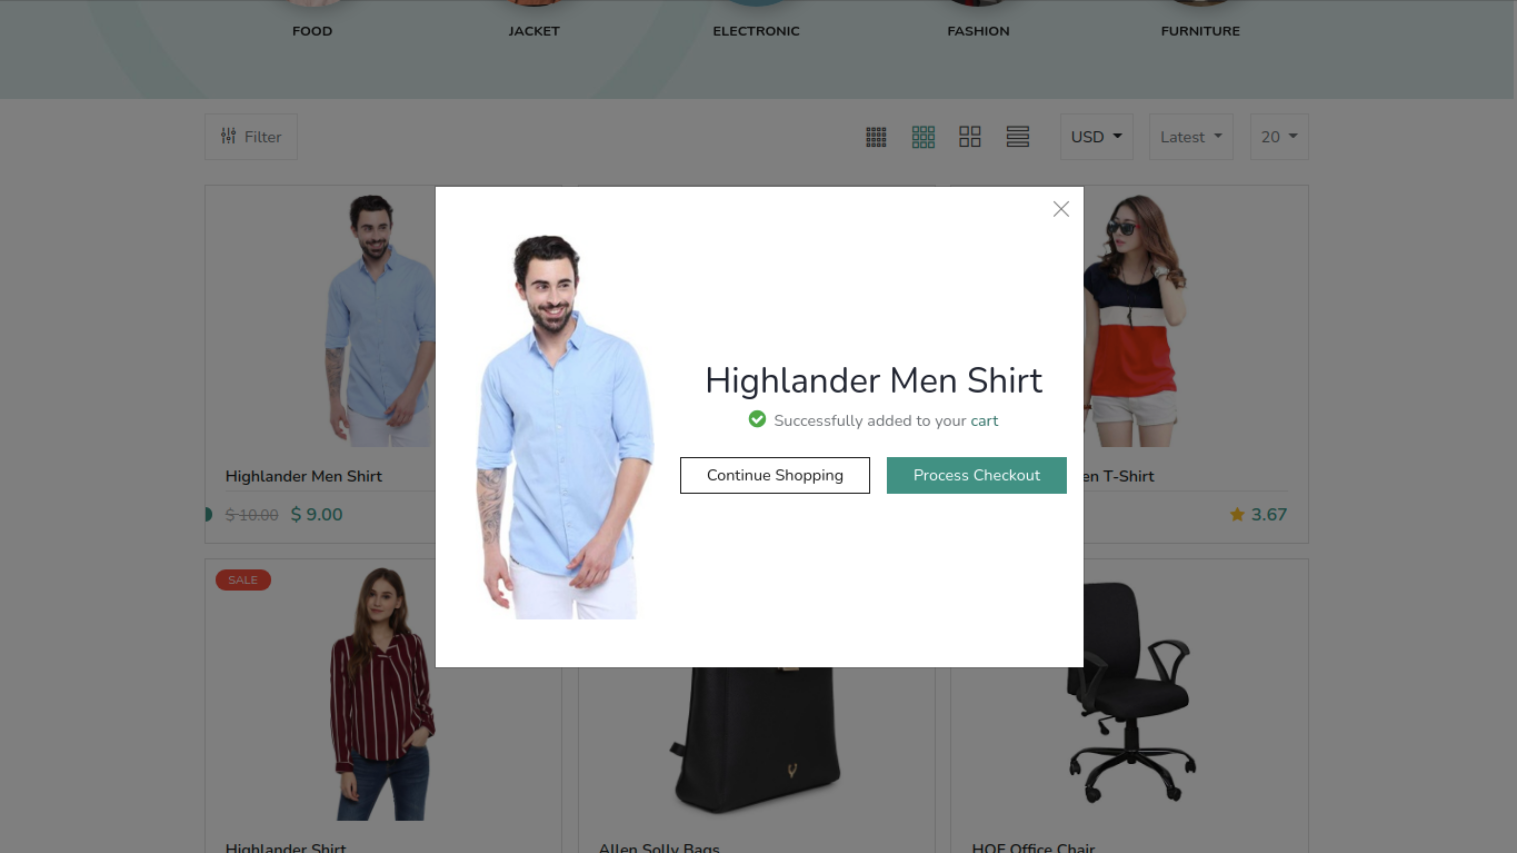 FOOD JACKET ELECTRONIC FASHION FURNITURE
Filter USD Latest 20
Highlander Men Shirt
Successfully added to your cart
Continue Shopping Process Checkout
Highlander Men Shirt
en T-Shirt
$ 10.00 $ 9.00
3.67
SALE
Highlander Shirt
Allen Solly Bags
HOF Office Chair